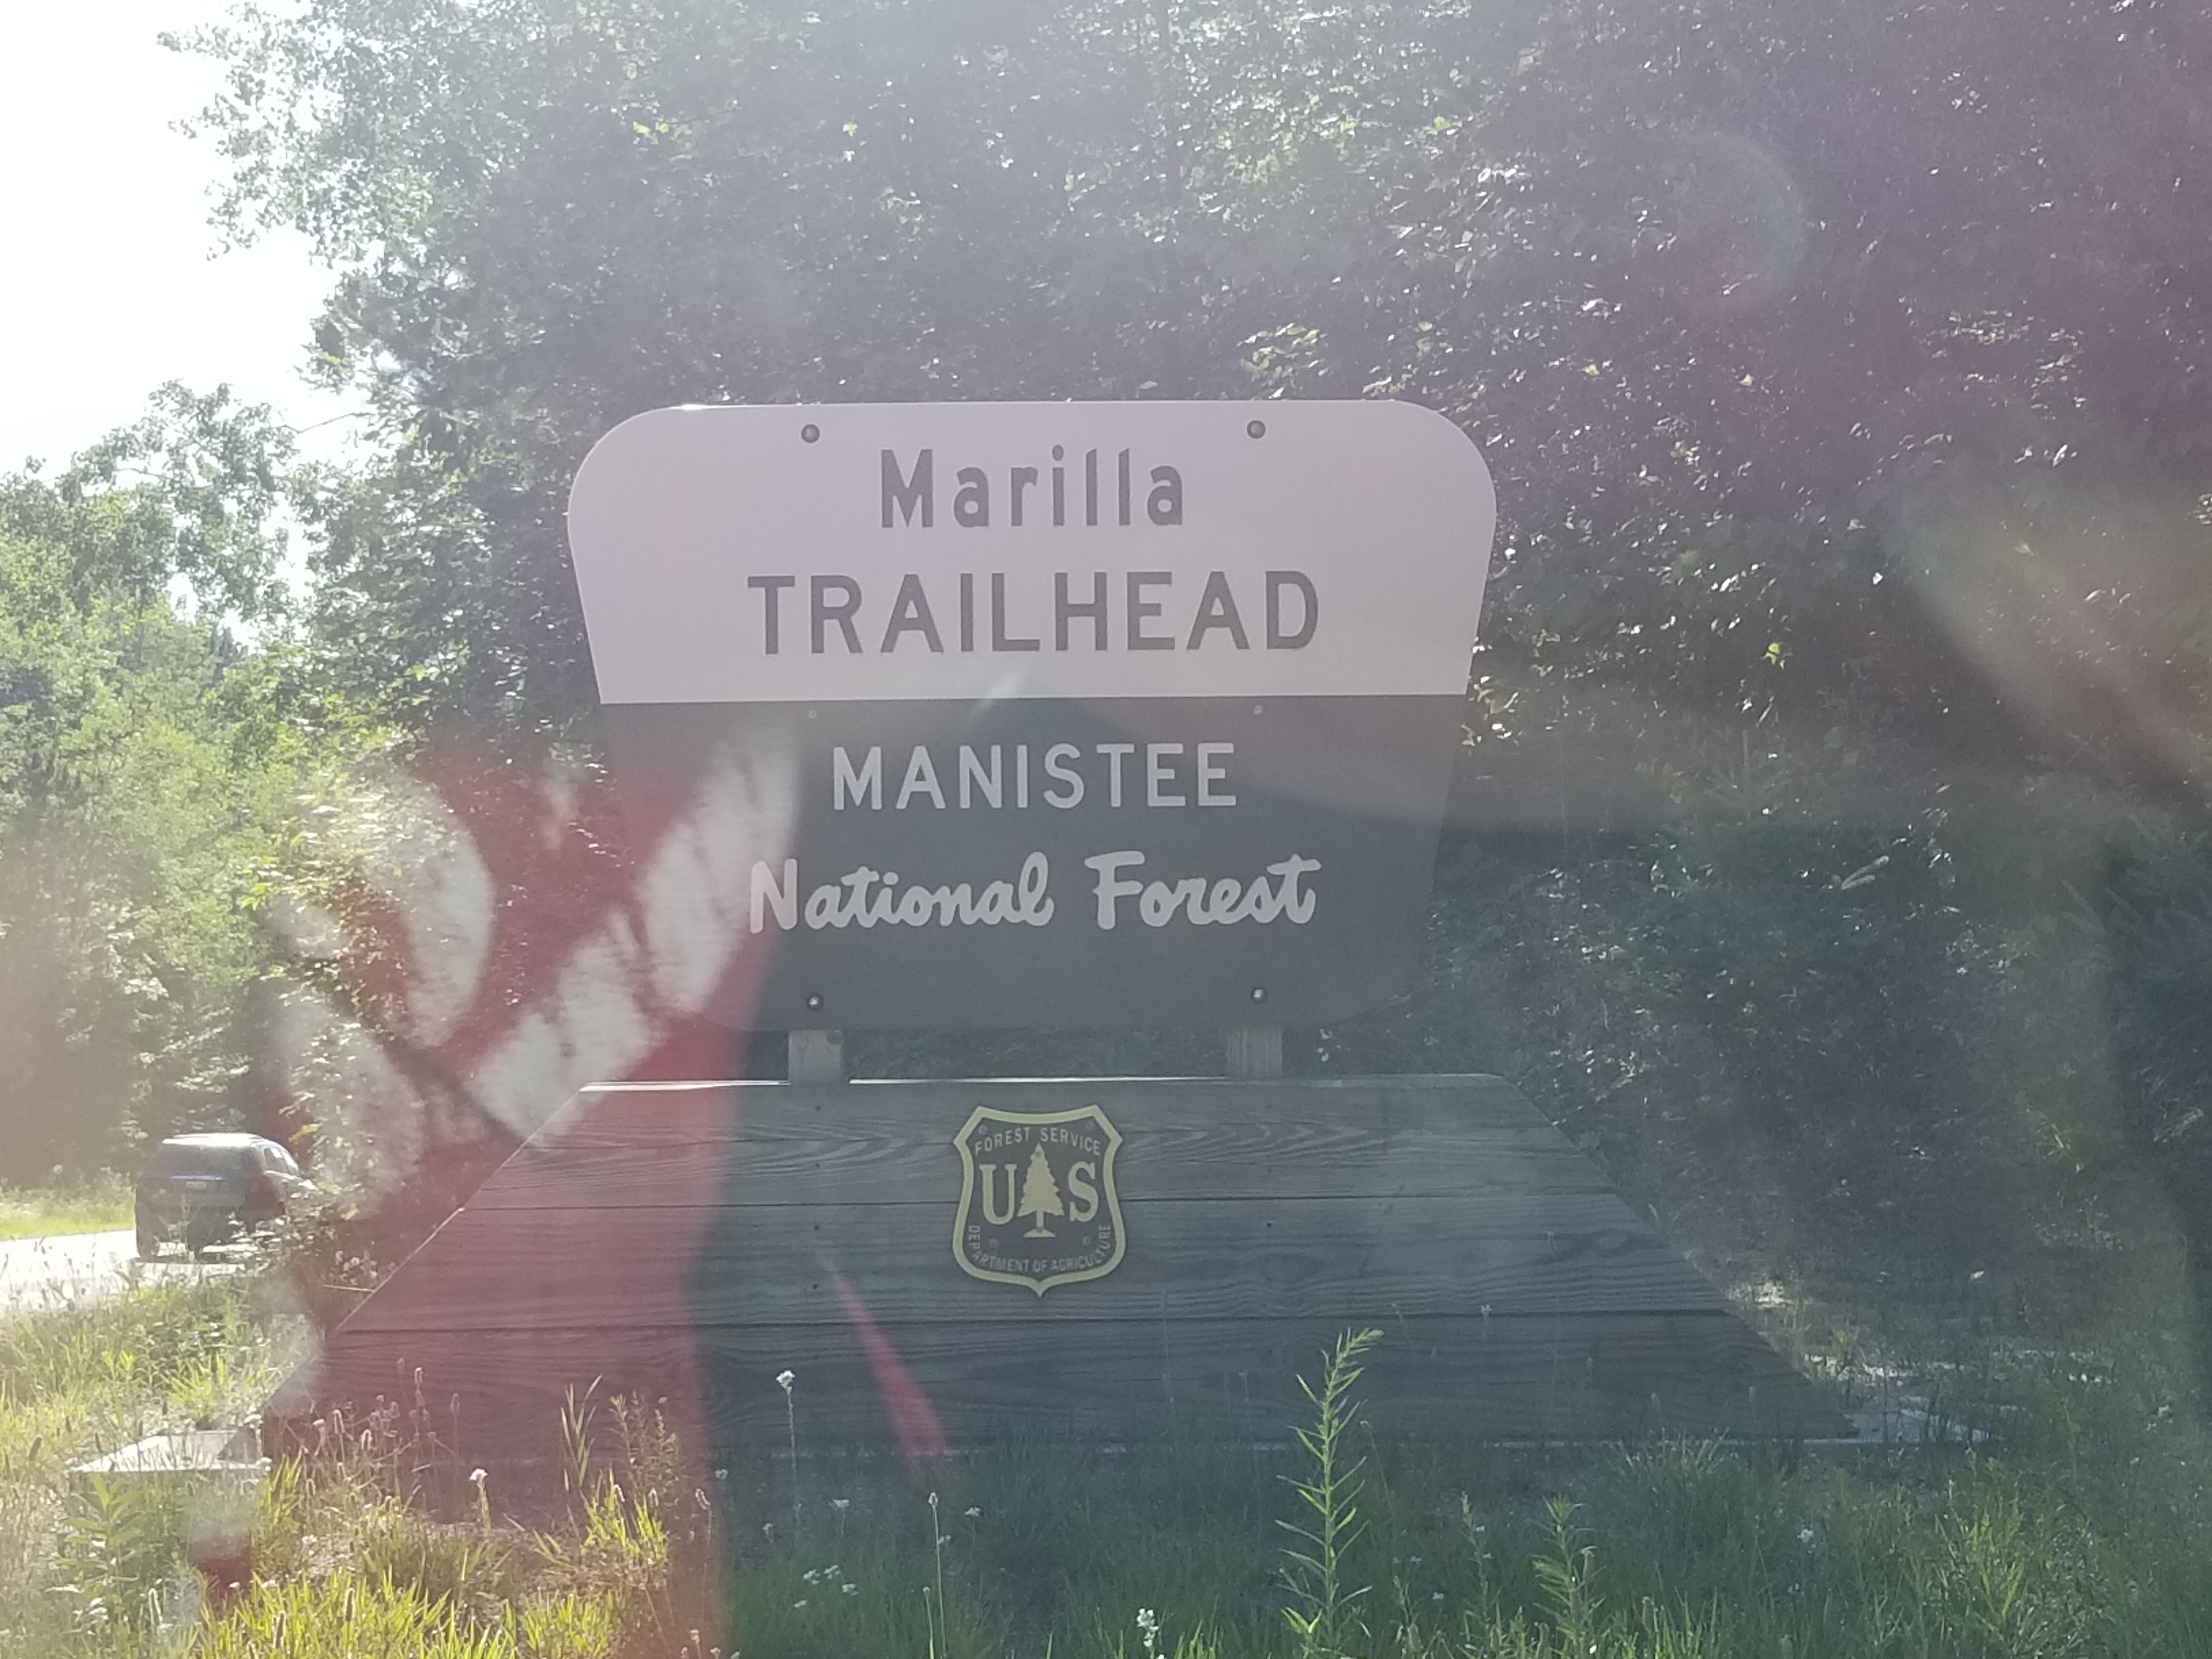 Marilla
TRAILHEAD
MANISTEE
National Forest
FOREST SERVICE
U S
DEPARTMENT OF AGRICULTURE